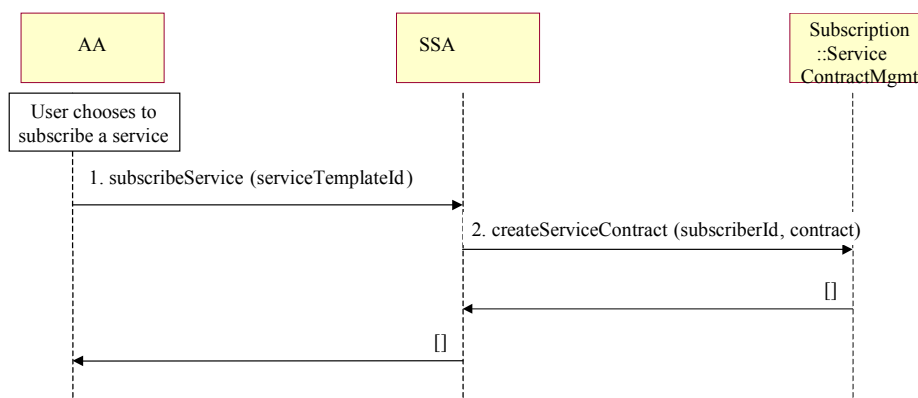 AA
SSA
Subscription
::Service
ContractMgmt
User chooses to
subscribe a service
1. subscribeService (serviceTemplateId)
2. createServiceContract (subscriberId, contract)
[]
[]